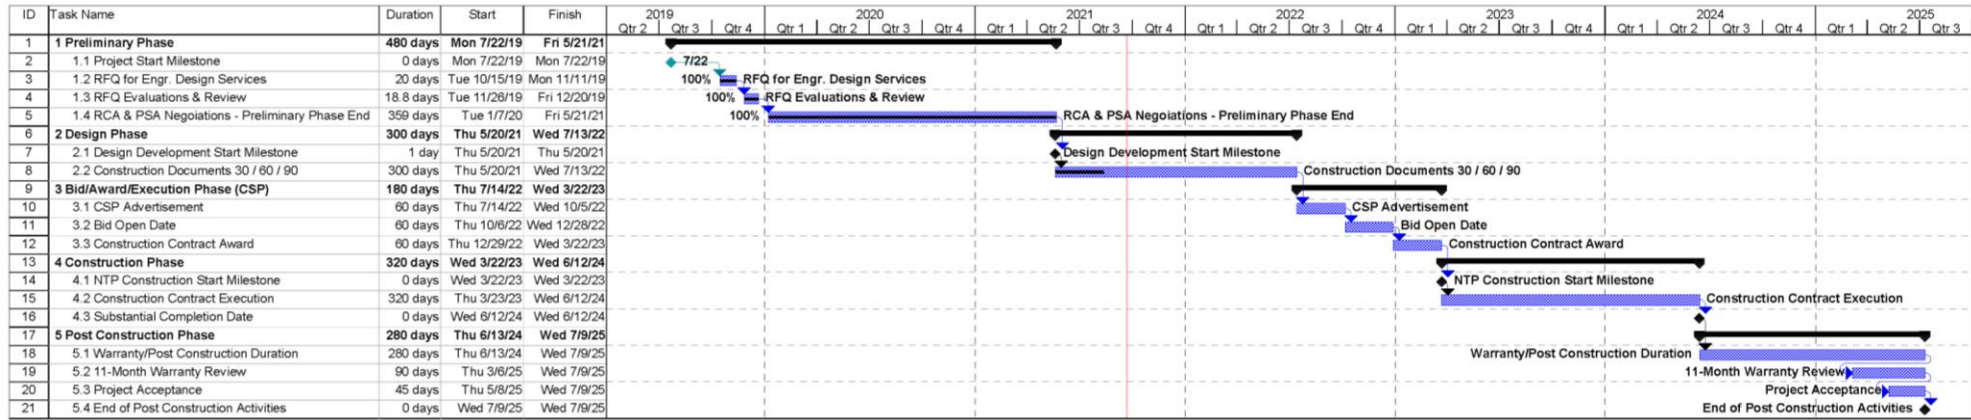 ID Task Name Duration Start Finish 2019 2020 2021 2022 2023 2024 2025
Qtr 2 Qtr 3 Qtr 4 Qtr 1 Qtr 2 Qtr 3 Qtr 4 Qtr 1 Qtr 2 Qtr 3 Qtr 4 Qtr 1 Qtr 2 Qtr 3 Qtr 4 Qtr 1 Qtr 2 Qtr 3 Qtr 4 Qtr 1 Qtr 2 Qtr 3 Qtr 4 Qtr 1 Qtr 2 Qtr 3
1 1 Preliminary Phase 480 days Mon 7/22/19 Fri 5/21/21
2 1.1 Project Start Milestone 0 days Mon 7/22/19 Mon 7/22/19 7/22
3 1.2 RFQ for Engr. Design Services 20 days Tue 10/15/19 Mon 11/11/19 100% RFQ for Engr. Design Services
4 1.3 RFQ Evaluations & Review 18.8 days Tue 11/26/19 Fri 12/20/19 100% RFQ Evaluations & Review
5 1.4 RCA & PSA Negoiations - Preliminary Phase End 359 days Tue 1/7/20 Fri 5/21/21 100% RCA & PSA Negoiations - Preliminary Phase End
6 2 Design Phase 300 days Thu 5/20/21 Wed 7/13/22
7 2.1 Design Development Start Milestone 1 day Thu 5/20/21 Thu 5/20/21 Design Development Start Milestone
8 2.2 Construction Documents 30 / 60 / 90 300 days Thu 5/20/21 Wed 7/13/22 Construction Documents 30 / 60 / 90
9 3 Bid/Award/Execution Phase (CSP) 180 days Thu 7/14/22 Wed 3/22/23
10 3.1 CSP Advertisement 60 days Thu 7/14/22 Wed 10/5/22 CSP Advertisement
11 3.2 Bid Open Date 60 days Thu 10/6/22 Wed 12/28/22 Bid Open Date
12 3.3 Construction Contract Award 60 days Thu 12/29/22 Wed 3/22/23 Construction Contract Award
13 4 Construction Phase 320 days Wed 3/22/23 Wed 6/12/24
14 4.1 NTP Construction Start Milestone 0 days Wed 3/22/23 Wed 3/22/23 NTP Construction Start Milestone
15 4.2 Construction Contract Execution 320 days Thu 3/23/23 Wed 6/12/24 Construction Contract Execution
16 4.3 Substantial Completion Date 0 days Wed 6/12/24 Wed 6/12/24
17 5 Post Construction Phase 280 days Thu 6/13/24 Wed 7/9/25
18 5.1 Warranty/Post Construction Duration 280 days Thu 6/13/24 Wed 7/9/25 Warranty/Post Construction Duration
19 5.2 11-Month Warranty Review 90 days Thu 3/6/25 Wed 7/9/25 11-Month Warranty Review
20 5.3 Project Acceptance 45 days Thu 5/8/25 Wed 7/9/25 Project Acceptance
21 5.4 End of Post Construction Activities 0 days Wed 7/9/25 Wed 7/9/25 End of Post Construction Activities